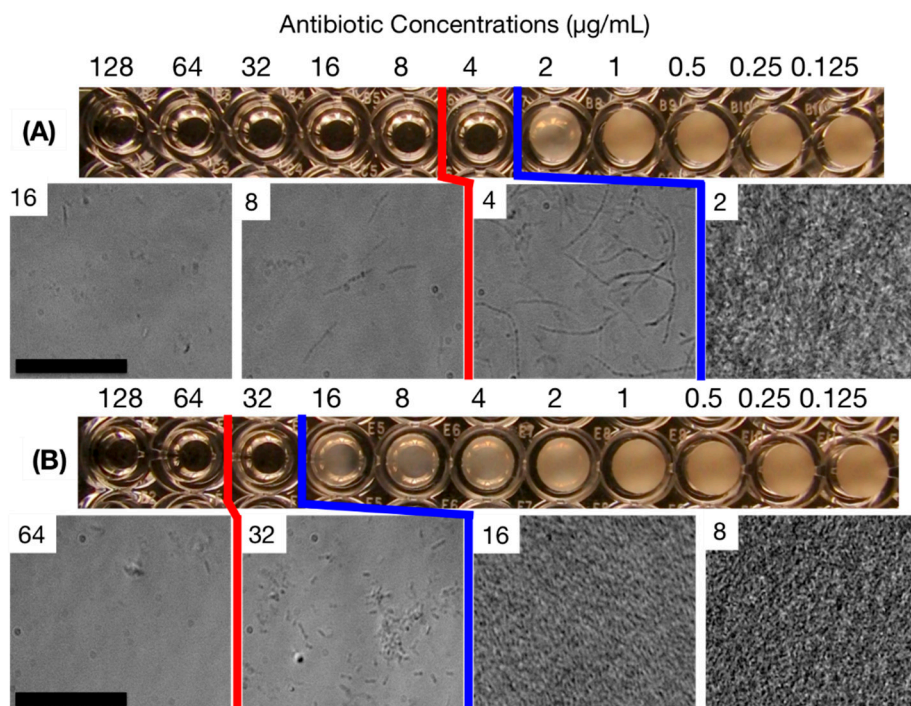 Antibiotic Concentrations (µg/mL)
128 64 32 16 8 4 2 1 0.5 0.25 0.125
(A)
16 8 4 2
128 64 32 16 8 4 2 1 0.5 0.25 0.125
(B)
64 32 16 8